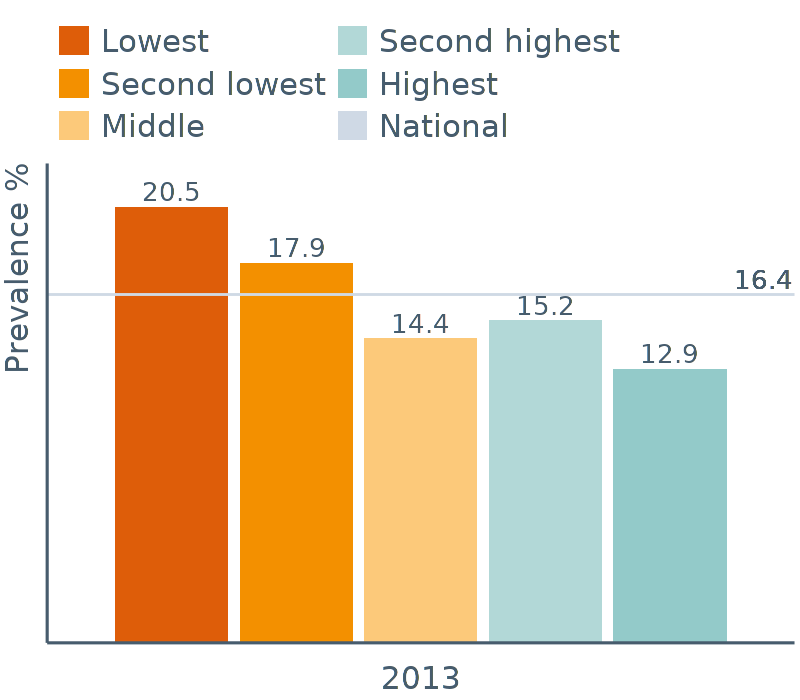 Lowest
Second lowest
Middle
Second highest
Highest
National
Prevalence %
20.5
17.9
14.4
15.2
12.9
16.4
2013